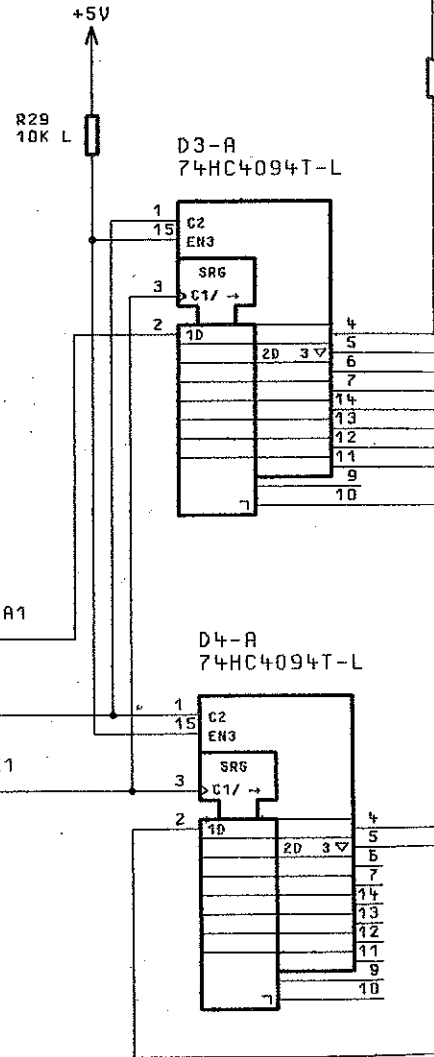 +5V
R29
10K L
D3-A
74HC4094T-L
1
C2
15
EN3
SRG
3
C1/ →
2
1D
4
5
2D 3 ▽
6
7
14
13
12
11
9
10
¬
A1
D4-A
74HC4094T-L
1
C2
15
EN3
1
SRG
3
C1/ →
2
1D
4
5
2D 3 ▽
6
7
14
13
12
11
9
10
¬